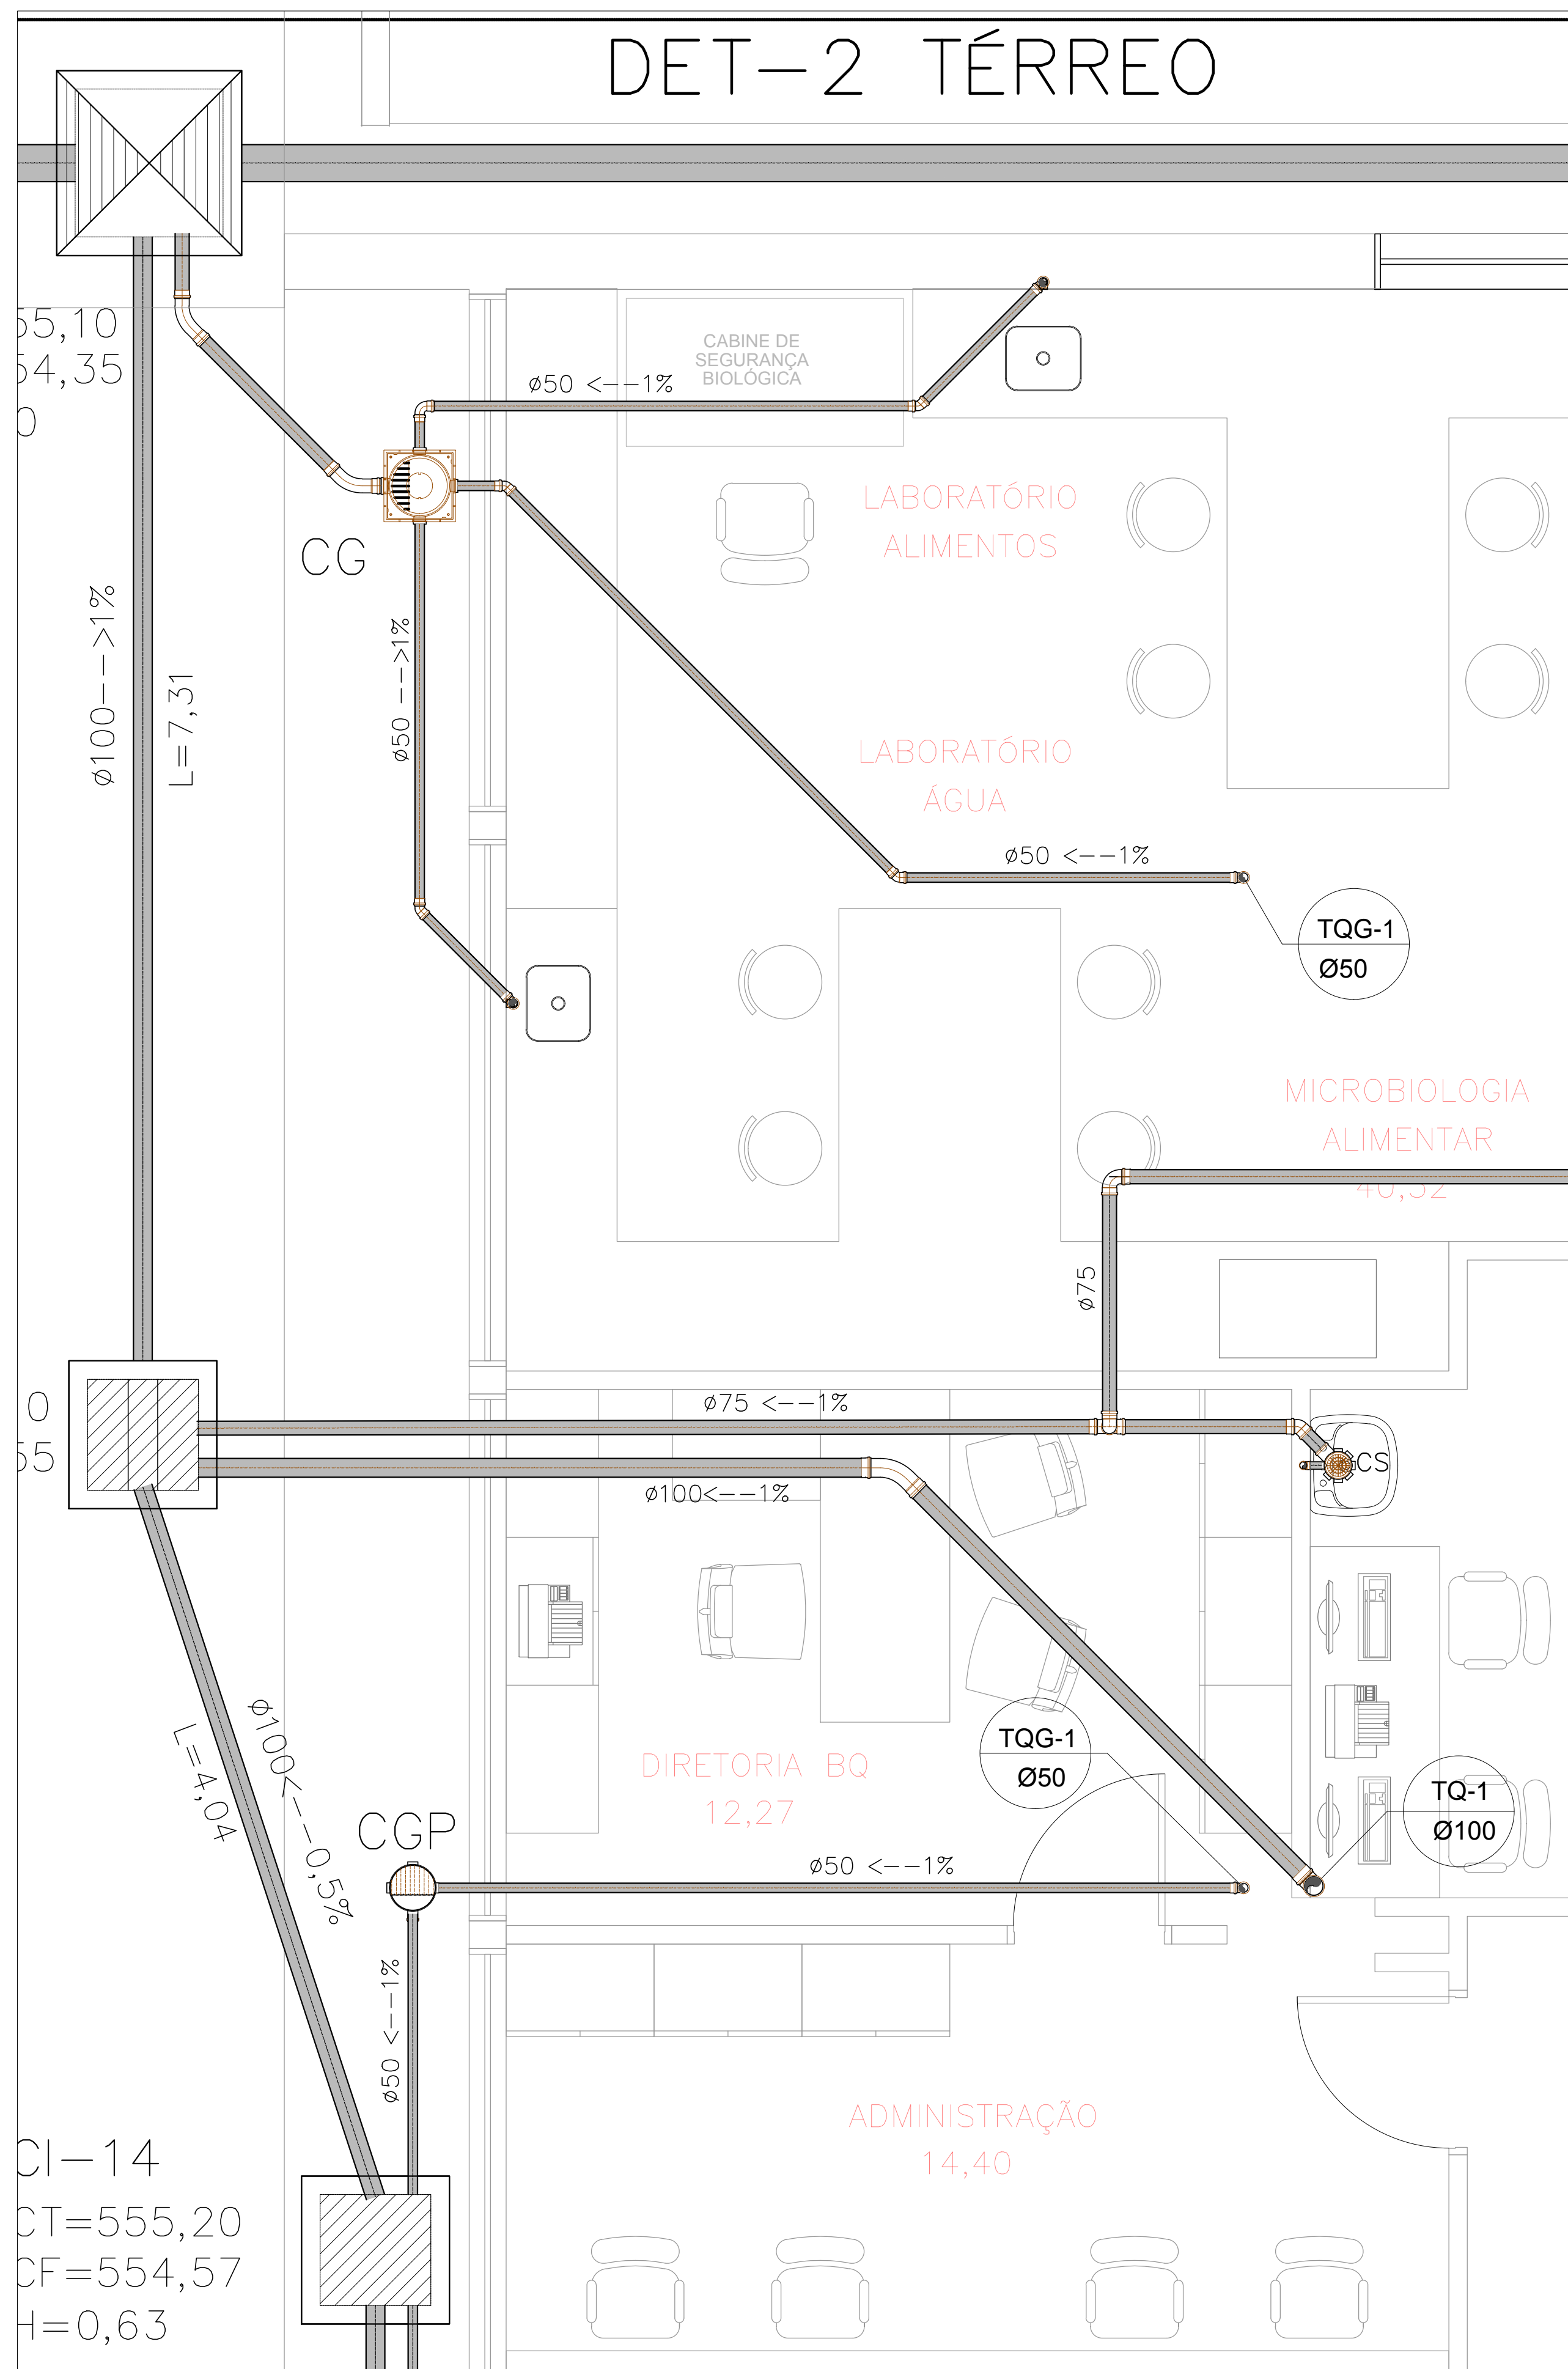 DET-2 TÉRREO
55,10
54,35
0
CABINE DE
SEGURANÇA
BIOLÓGICA
ø50 <--1%
LABORATÓRIO
ALIMENTOS
CG
ø100-->1%
L=7,31
ø50 -->1%
LABORATÓRIO
ÁGUA
ø50 <--1%
TQG-1
Ø50
MICROBIOLOGIA
ALIMENTAR
ø75
0
55
ø75 <--1%
CS
ø100<--1%
ø100<---0,5%
L=4,04
TQG-1
Ø50
DIRETORIA BQ
12,27
TQ-1
Ø100
CGP
ø50 <--1%
ø50 <--1%
ADMINISTRAÇÃO
14,40
CI-14
CT=555,20
CF=554,57
H=0,63